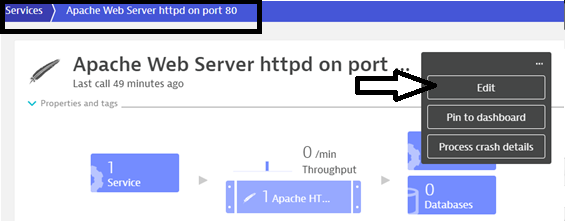 Services Apache Web Server httpd on port 80
Apache Web Server httpd on port ...
Last call 49 minutes ago
Properties and tags
...
Edit
Pin to dashboard
Process crash details
1
Service
0 /min
Throughput
1 Apache HT...
0
Databases